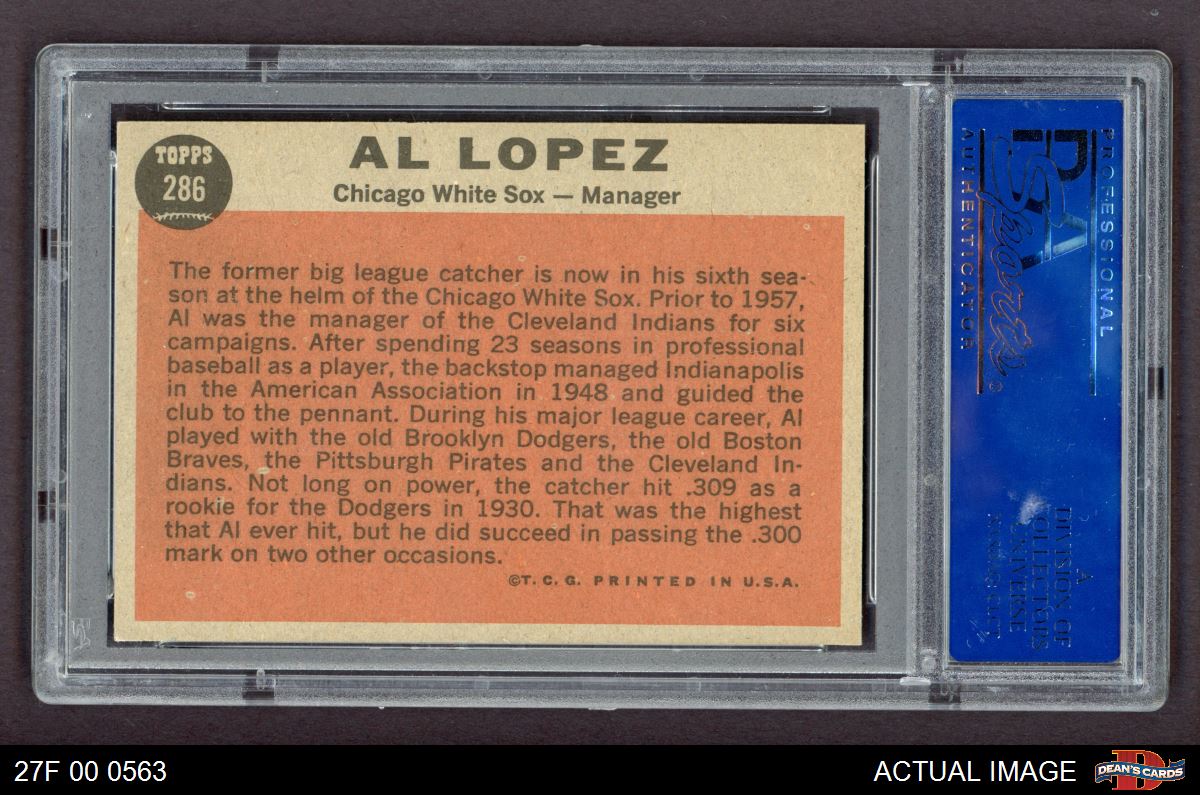 TOPPS
286
AL LOPEZ
Chicago White Sox — Manager
The former big league catcher is now in his sixth sea-
son at the helm of the Chicago White Sox. Prior to 1957,
Al was the manager of the Cleveland Indians for six
campaigns. After spending 23 seasons in professional
baseball as a player, the backstop managed Indianapolis
in the American Association in 1948 and guided the
club to the pennant. During his major league career, Al
played with the old Brooklyn Dodgers, the old Boston
Braves, the Pittsburgh Pirates and the Cleveland In-
dians. Not long on power, the catcher hit .309 as a
rookie for the Dodgers in 1930. That was the highest
that Al ever hit, but he did succeed in passing the .300
mark on two other occasions.
©T. C. G. PRINTED IN U.S.A.
PROFESSIONAL
PSA
Sports
®
AUTHENTICATOR
A
DIVISION OF
COLLECTORS
UNIVERSE
27F 00 0563
ACTUAL IMAGE
D
DEAN'S CARDS